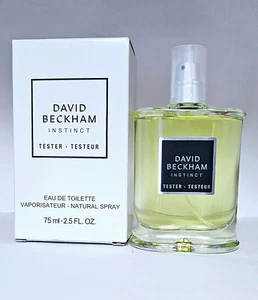 DAVID
BECKHAM
INSTINCT
TESTER - TESTEUR
EAU DE TOILETTE
VAPORISATEUR - NATURAL SPRAY
75 ml - 2.5 FL. OZ.
DAVID
BECKHAM
INSTINCT
TESTER - TESTEUR